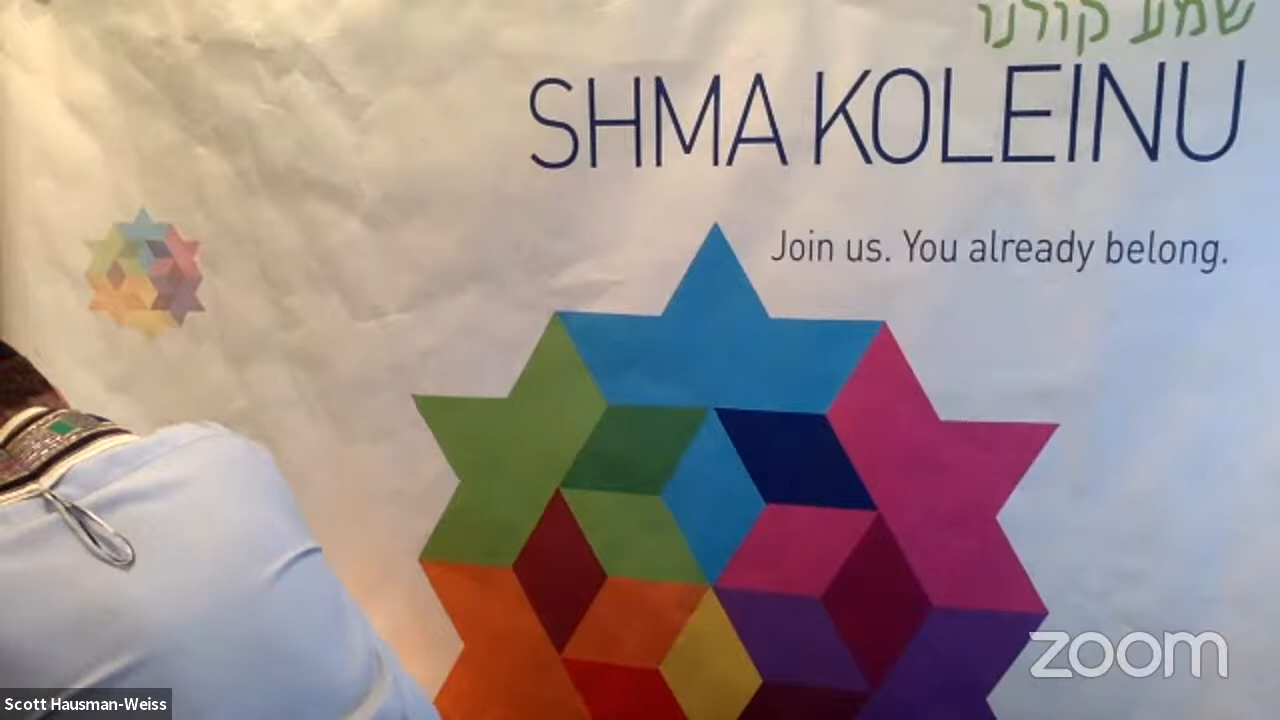 שמע קולנו
SHMA KOLEINU
Join us. You already belong.
zoom
Scott Hausman-Weiss